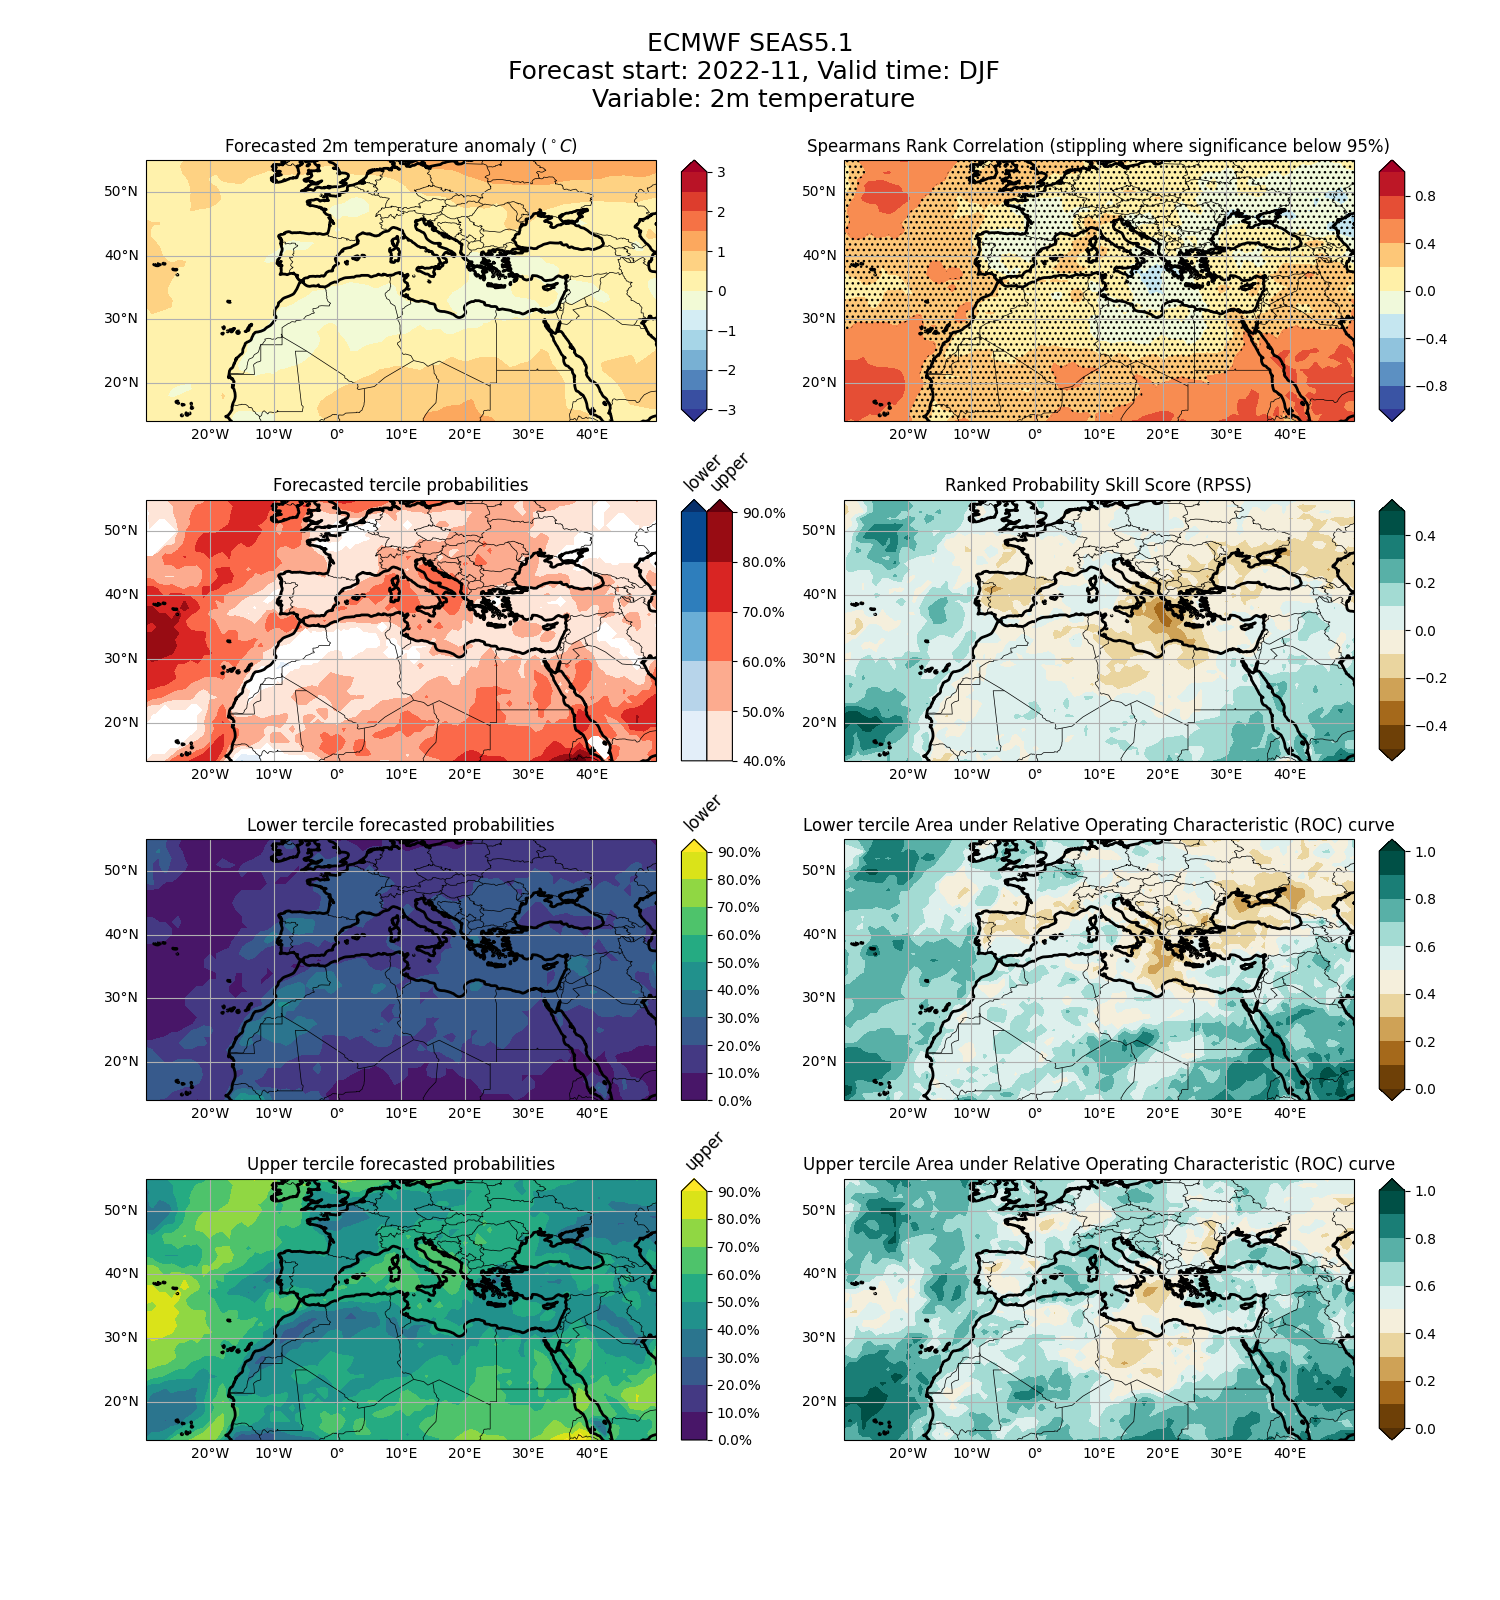 ECMWF SEAS5.1
Forecast start: 2022-11, Valid time: DJF
Variable: 2m temperature
Forecasted 2m temperature anomaly (°C)
50°N
40°N
30°N
20°N
20°W 10°W 0° 10°E 20°E 30°E 40°E
3
2
1
0
−1
−2
−3
Spearmans Rank Correlation (stippling where significance below 95%)
50°N
40°N
30°N
20°N
20°W 10°W 0° 10°E 20°E 30°E 40°E
0.8
0.4
0.0
−0.4
−0.8
Forecasted tercile probabilities
50°N
40°N
30°N
20°N
20°W 10°W 0° 10°E 20°E 30°E 40°E
lower
upper
90.0%
80.0%
70.0%
60.0%
50.0%
40.0%
Ranked Probability Skill Score (RPSS)
50°N
40°N
30°N
20°N
20°W 10°W 0° 10°E 20°E 30°E 40°E
0.4
0.2
0.0
−0.2
−0.4
Lower tercile forecasted probabilities
50°N
40°N
30°N
20°N
20°W 10°W 0° 10°E 20°E 30°E 40°E
lower
90.0%
80.0%
70.0%
60.0%
50.0%
40.0%
30.0%
20.0%
10.0%
0.0%
Lower tercile Area under Relative Operating Characteristic (ROC) curve
50°N
40°N
30°N
20°N
20°W 10°W 0° 10°E 20°E 30°E 40°E
1.0
0.8
0.6
0.4
0.2
0.0
Upper tercile forecasted probabilities
50°N
40°N
30°N
20°N
20°W 10°W 0° 10°E 20°E 30°E 40°E
upper
90.0%
80.0%
70.0%
60.0%
50.0%
40.0%
30.0%
20.0%
10.0%
0.0%
Upper tercile Area under Relative Operating Characteristic (ROC) curve
50°N
40°N
30°N
20°N
20°W 10°W 0° 10°E 20°E 30°E 40°E
1.0
0.8
0.6
0.4
0.2
0.0